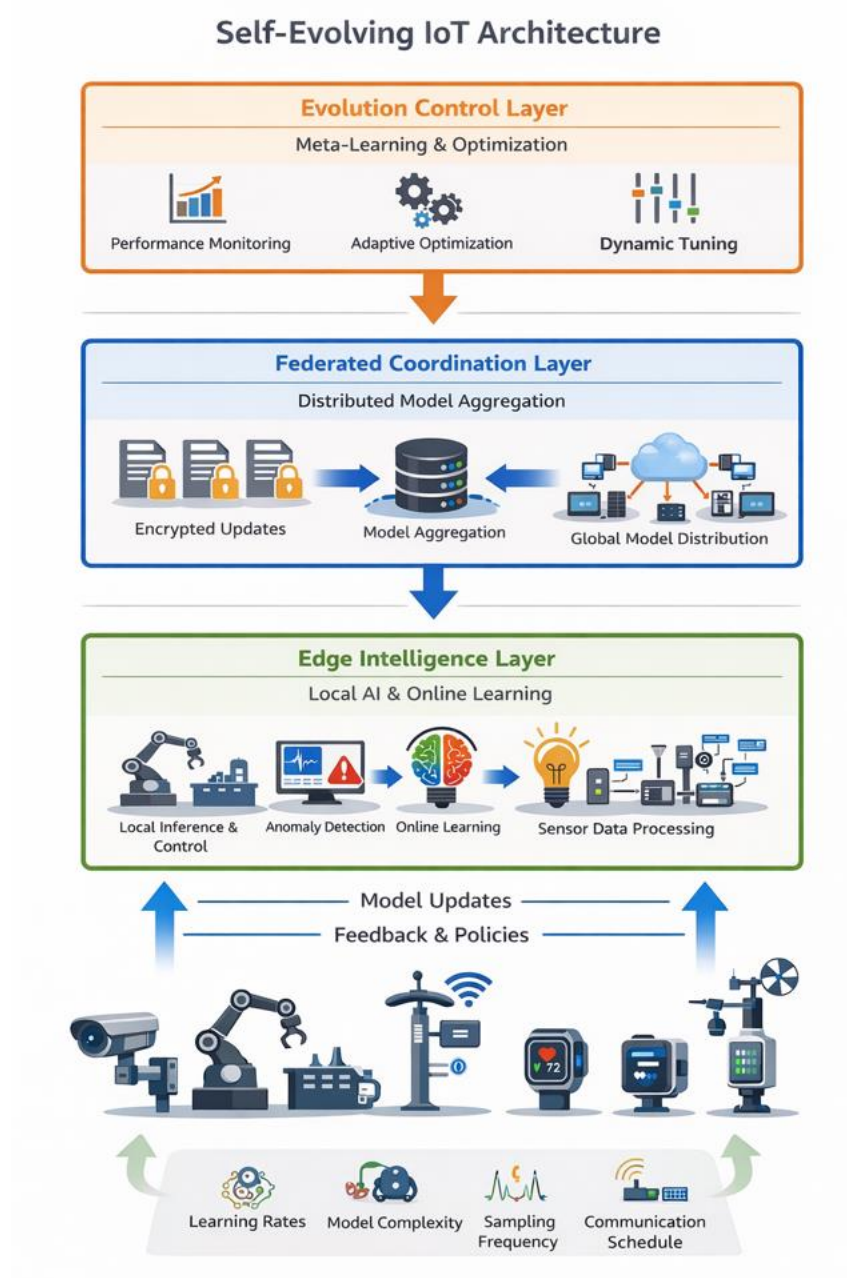 Self-Evolving IoT Architecture
Evolution Control Layer
Meta-Learning & Optimization
Performance Monitoring
Adaptive Optimization
Dynamic Tuning
Federated Coordination Layer
Distributed Model Aggregation
Encrypted Updates
Model Aggregation
Global Model Distribution
Edge Intelligence Layer
Local AI & Online Learning
Local Inference &
Control
Anomaly Detection
Online Learning
Sensor Data Processing
Model Updates
Feedback & Policies
72
Learning Rates
Model Complexity
Sampling
Frequency
Communication
Schedule